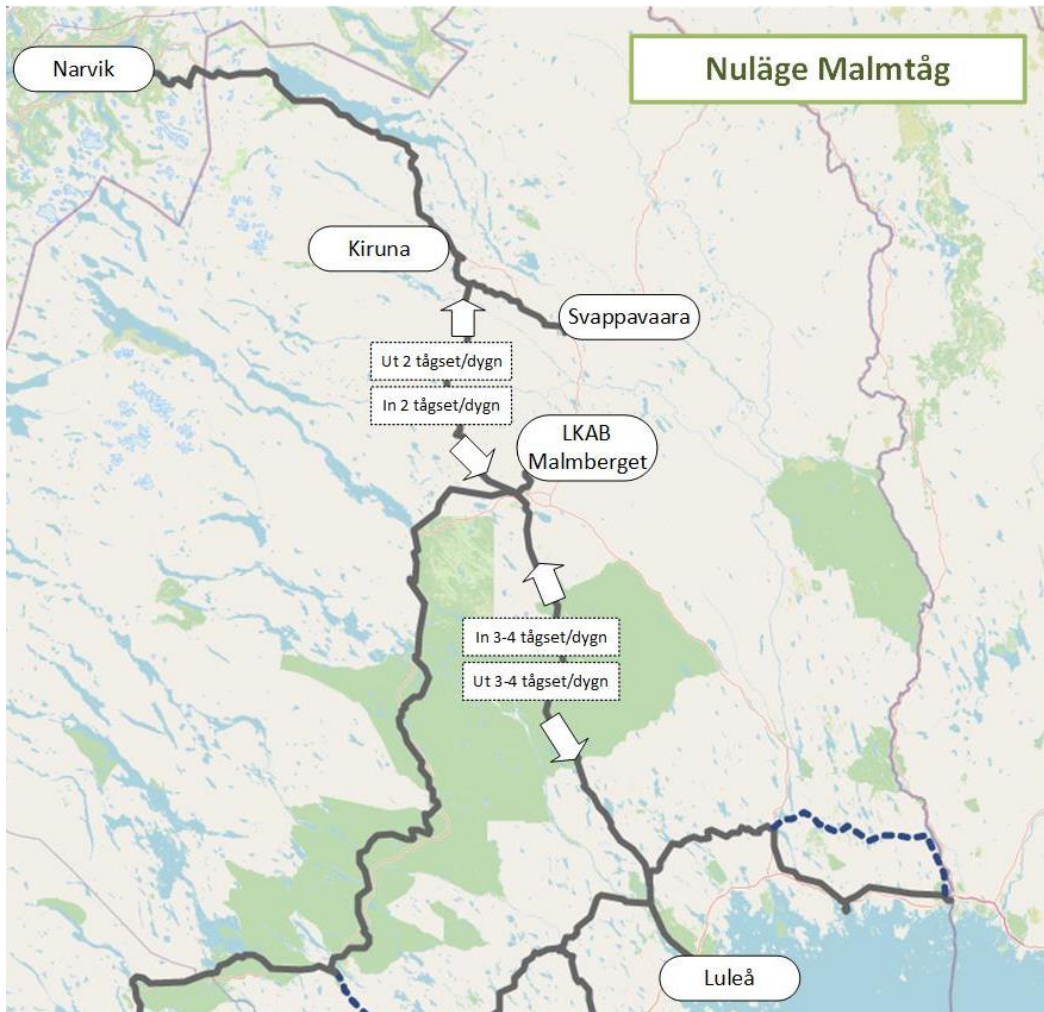 Narvik
Nuläge Malmtåg
Kiruna
Svappavaara
Ut 2 tågset/dygn
In 2 tågset/dygn
LKAB
Malmberget
In 3-4 tågset/dygn
Ut 3-4 tågset/dygn
Luleå